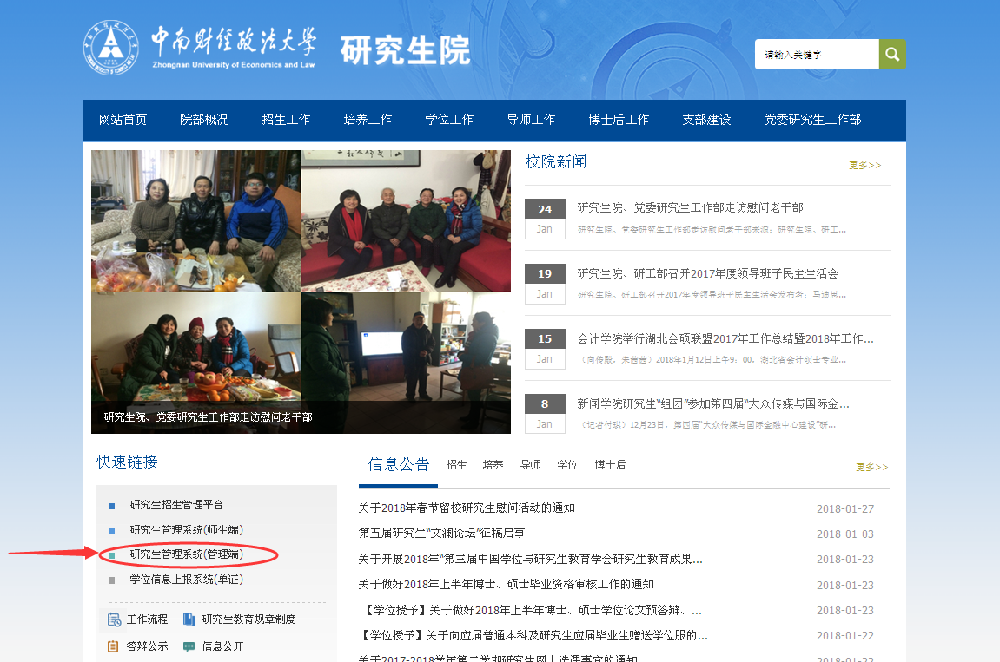 中南财经政法大学 研究生院
Zhongnan University of Economics and Law
请输入关键字
网站首页 院部概况 招生工作 培养工作 学位工作 导师工作 博士后工作 支部建设 党委研究生工作部
研究生院、党委研究生工作部走访慰问老干部
校院新闻 更多>>
24 研究生院、党委研究生工作部走访慰问老干部
Jan 研究生院、党委研究生工作部走访慰问老干部来源：研究生院、研工...
19 研究生院、研工部召开2017年度领导班子民主生活会
Jan 研究生院、研工部召开2017年度领导班子民主生活会发布者：马迪思...
15 会计学院举行湖北会硕联盟2017年工作总结暨2018年工作...
Jan （向传毅，朱茜茜）2018年1月12日上午9：00，湖北省会计硕士专业...
8 新闻学院研究生“组团”参加第四届“大众传媒与国际金...
Jan （记者付琪）12月23日，第四届“大众传媒与国际金融中心建设”研...
快速链接
研究生招生管理平台
研究生管理系统(师生端)
研究生管理系统(管理端)
学位信息上报系统(单证)
工作流程 研究生教育规章制度
答辩公示 信息公开
信息公告 招生 培养 导师 学位 博士后 更多>>
关于2018年春节留校研究生慰问活动的通知 2018-01-27
第五届研究生“文澜论坛”征稿启事 2018-01-03
关于开展2018年“第三届中国学位与研究生教育学会研究生教育成果... 2018-01-23
关于做好2018年上半年博士、硕士毕业资格审核工作的通知 2018-01-23
【学位授予】关于做好2018年上半年博士、硕士学位论文预答辩、... 2018-01-23
【学位授予】关于向应届普通本科及研究生应届毕业生赠送学位服的... 2018-01-22
关于2017-2018学年第二学期研究生网上选课事宜的通知 2018-01-22